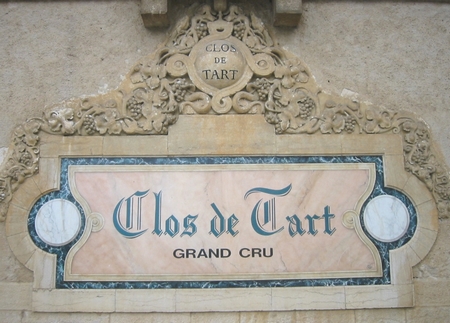 CLOS
DE
TART
Clos de Tart
GRAND CRU